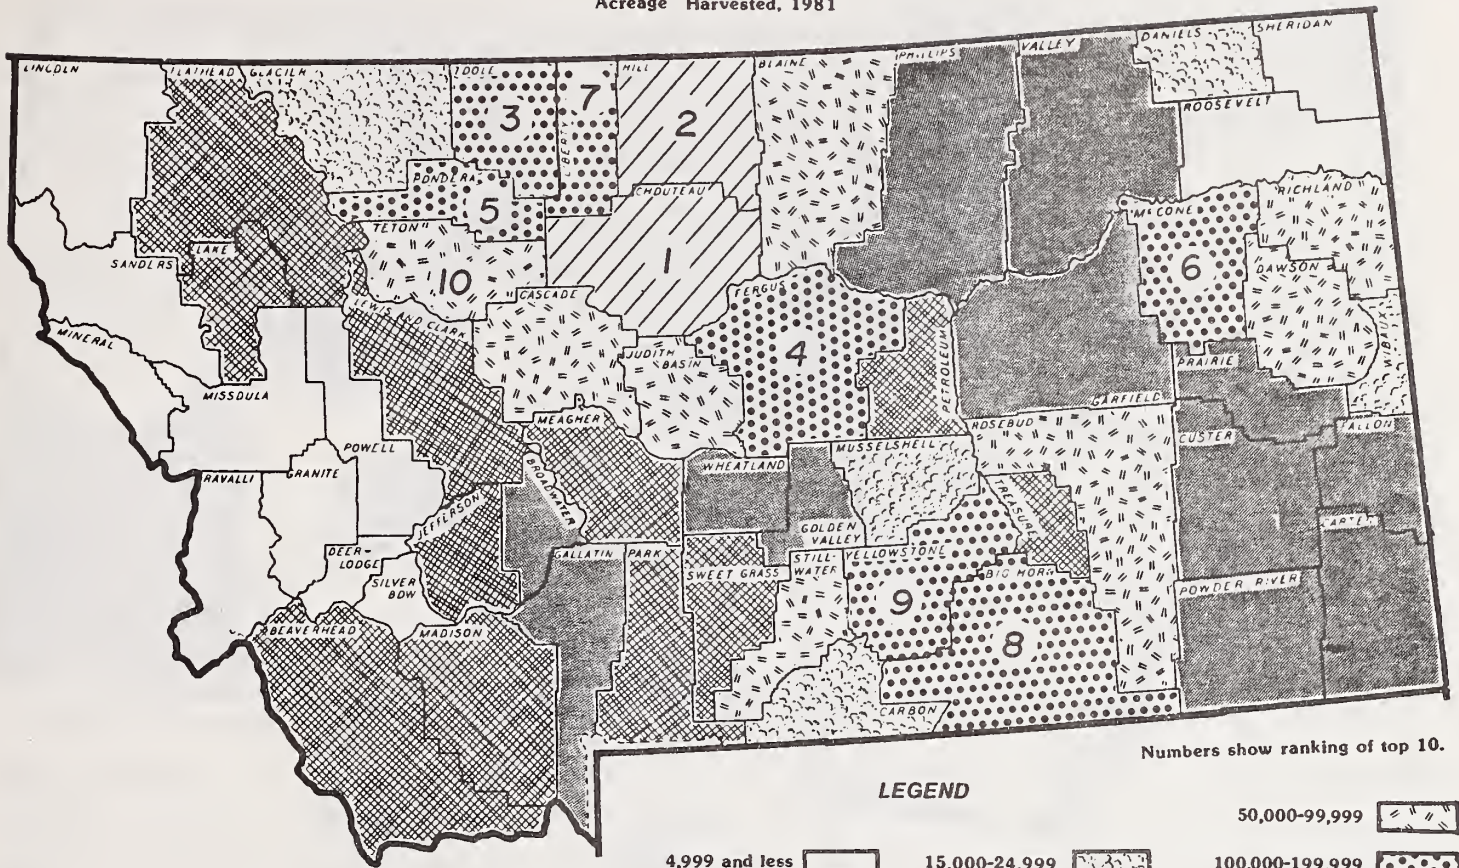 Acreage Harvested, 1981
LINCOLN
FLATHEAD
GLACIER
TOOLE
3
LIBERTY
7
HILL
2
BLAINE
PHILLIPS
VALLEY
DANIELS
SHERIDAN
ROOSEVELT
PONDERA
5
CHOUTEAU
1
McCONE
6
RICHLAND
TETON
10
SANDERS
LAKE
LEWIS AND CLARK
CASCADE
FERGUS
4
DAWSON
WIBAUX
MINERAL
JUDITH
BASIN
PETROLEUM
PRAIRIE
MISSOULA
MEAGHER
GARFIELD
ROSEBUD
CUSTER
FALLON
POWELL
BROADWATER
WHEATLAND
MUSSELSHELL
RAVALLI
GRANITE
JEFFERSON
GOLDEN
VALLEY
TREASURE
CARTER
DEER-
LODGE
SILVER
BOW
GALLATIN
PARK
SWEET GRASS
STILL-
WATER
YELLOWSTONE
9
BIG HORN
8
POWDER RIVER
BEAVERHEAD
MADISON
CARBON
Numbers show ranking of top 10.
LEGEND
50,000-99,999
4,999 and less
15,000-24,999
100,000-199,999